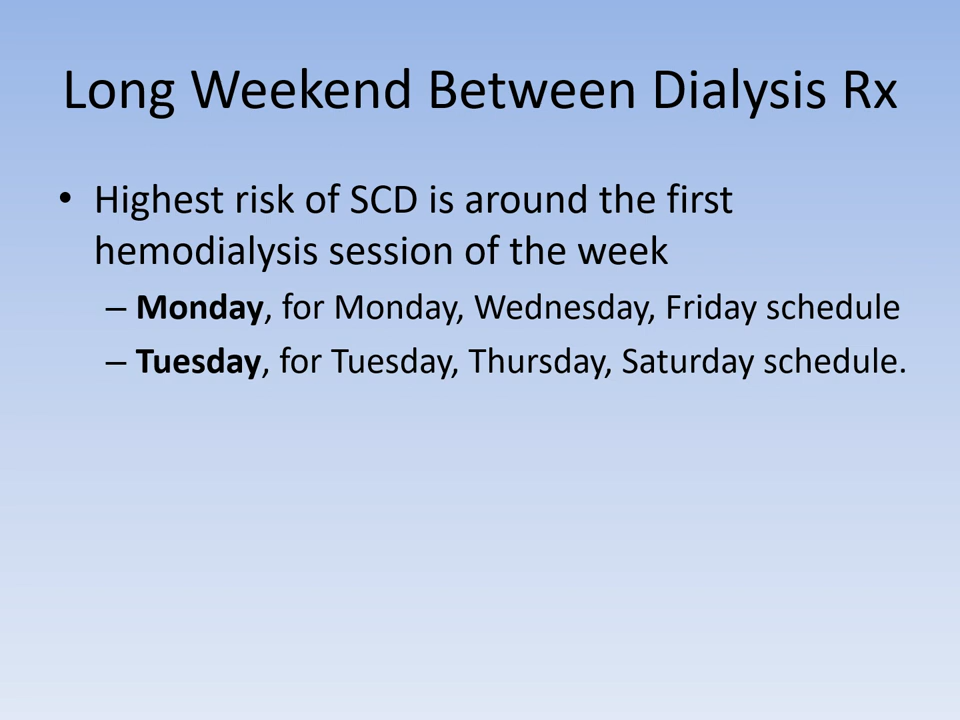 Long Weekend Between Dialysis Rx
• Highest risk of SCD is around the first
hemodialysis session of the week
– Monday, for Monday, Wednesday, Friday schedule
– Tuesday, for Tuesday, Thursday, Saturday schedule.